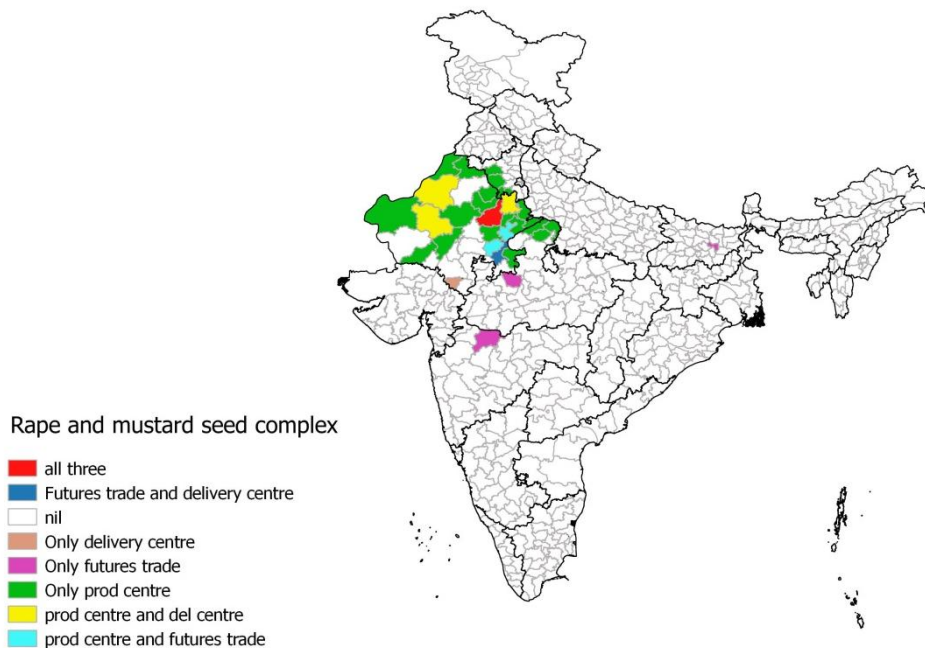 Rape and mustard seed complex
all three
Futures trade and delivery centre
nil
Only delivery centre
Only futures trade
Only prod centre
prod centre and del centre
prod centre and futures trade